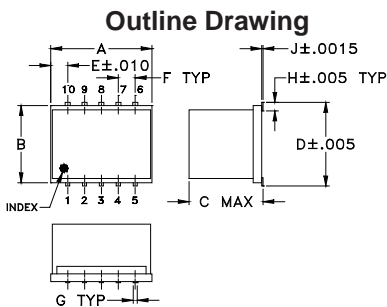 Outline Drawing
A
J±.0015
E±.010
F TYP
H±.005 TYP
10 9 8 7 6
B
D±.005
C MAX
INDEX
1 2 3 4 5
G TYP